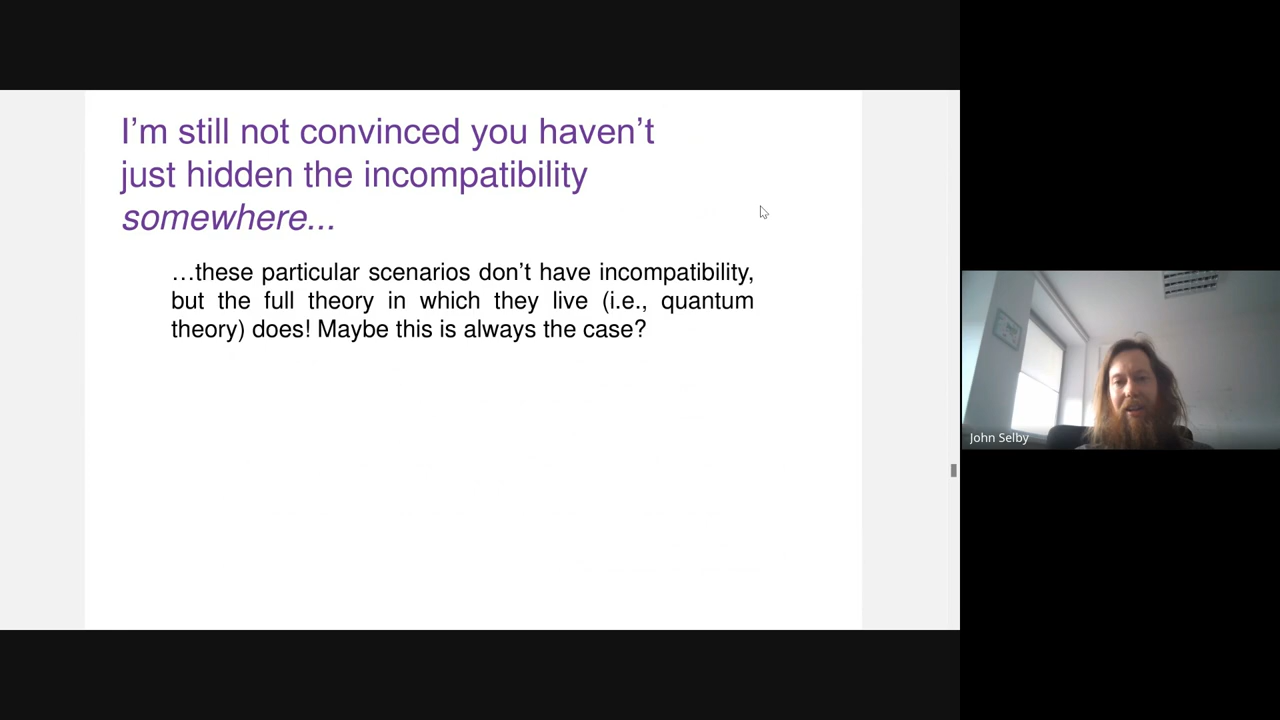 I’m still not convinced you haven’t
just hidden the incompatibility
somewhere...
…these particular scenarios don’t have incompatibility,
but the full theory in which they live (i.e., quantum
theory) does! Maybe this is always the case?
John Selby